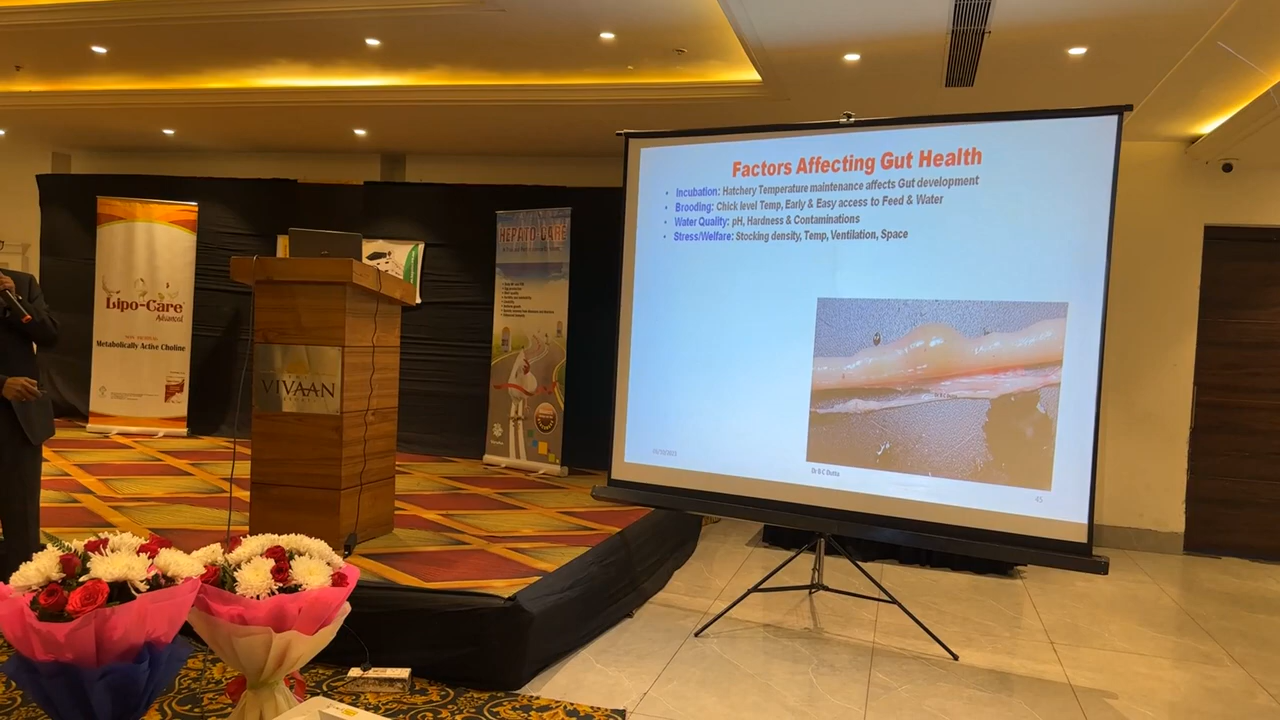 Factors Affecting Gut Health
• Incubation: Hatchery Temperature maintenance affects Gut development
• Brooding: Chick level Temp, Early & Easy access to Feed & Water
• Water Quality: pH, Hardness & Contaminations
• Stress/Welfare: Stocking density, Temp, Ventilation, Space
Dr B C Dutta
45
Lipo-Care
Advanced
Metabolically Active Choline
VIVAAN
HEPATO CARE